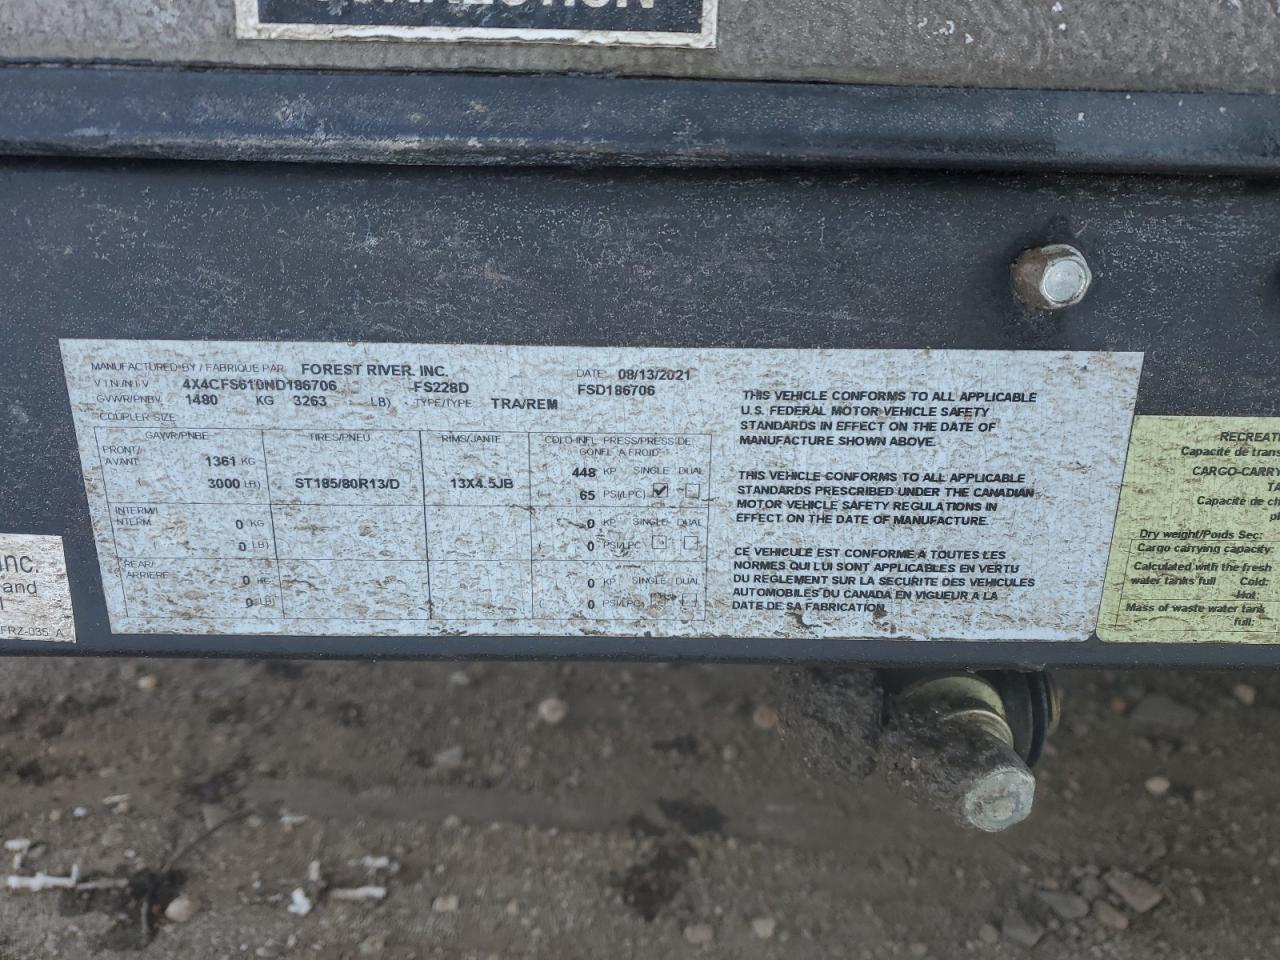 MANUFACTURED BY / FABRIQUE PAR FOREST RIVER, INC. DATE 08/13/2021
V.I.N./N.I.V 4X4CFS610ND186706 FS228D FSD186706
GVWR/PNBV 1480 KG 3263 LB) TYPE/TYPE TRA/REM
COUPLER SIZE
GAWR/PNBE TIRES/PNEU RIMS/JANTE COLD INFL. PRESS/PRESS DE
GONFL. A FROID
FRONT/
AVANT 1361 KG 448 KP SINGLE DUAL
( 3000 LB) ST185/80R13/D 13X4.5JB ( 65 PSI/LPC)
INTERM/
INTERM. 0 KG 0 KP SINGLE DUAL
( 0 LB) ( 0 PSI/LPC
REAR/
ARRIERE 0 KG 0 KP SINGLE DUAL
0 LB) ( 0 PSI/LPC)
THIS VEHICLE CONFORMS TO ALL APPLICABLE
U.S. FEDERAL MOTOR VEHICLE SAFETY
STANDARDS IN EFFECT ON THE DATE OF
MANUFACTURE SHOWN ABOVE.
THIS VEHICLE CONFORMS TO ALL APPLICABLE
STANDARDS PRESCRIBED UNDER THE CANADIAN
MOTOR VEHICLE SAFETY REGULATIONS IN
EFFECT ON THE DATE OF MANUFACTURE.
CE VEHICULE EST CONFORME A TOUTES LES
NORMES QUI LUI SONT APPLICABLES EN VERTU
DU REGLEMENT SUR LA SECURITE DES VEHICULES
AUTOMOBILES DU CANADA EN VIGUEUR A LA
DATE DE SA FABRICATION.
Inc.
and
FRZ-035 A
RECREAT
Capacité de trans
CARGO-CARRY
TA
Capacité de ch
pl
Dry weight/Poids Sec:
Cargo carrying capacity:
Calculated with the fresh
water tanks full Cold:
Hot:
Mass of waste water tank
full: